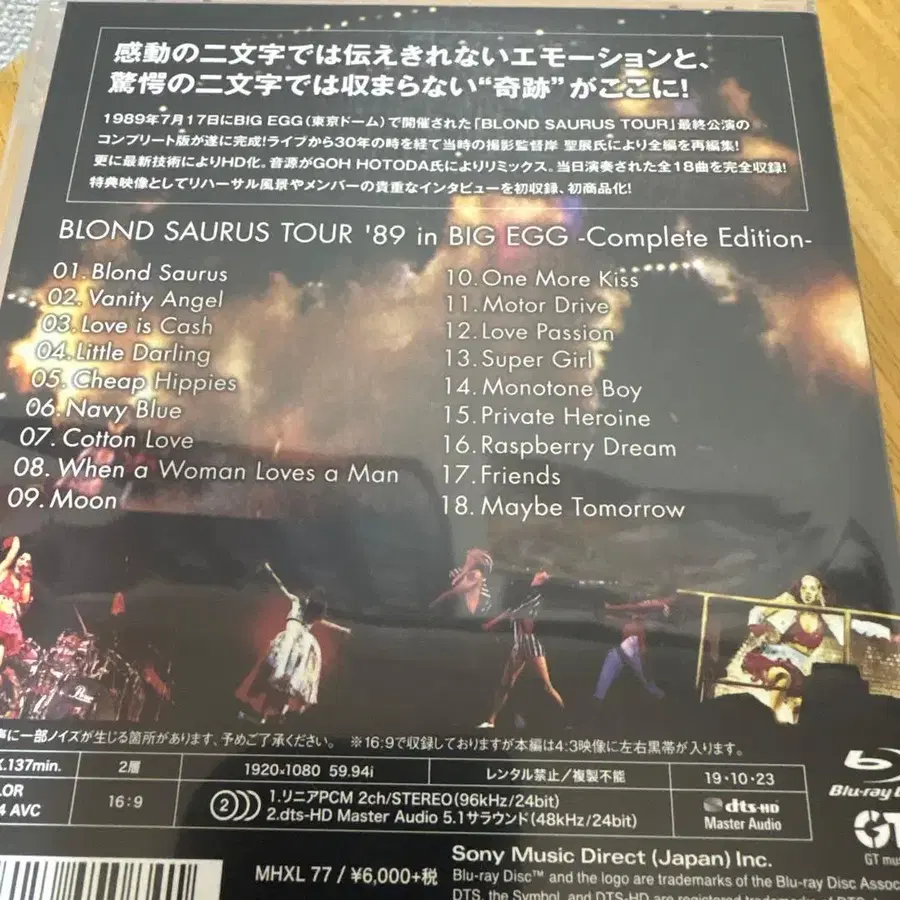 感動の二文字では伝えきれないエモーションと、
驚愕の二文字では収まらない“奇跡”がここに!
1989年7月17日にBIG EGG(東京ドーム)で開催された「BLOND SAURUS TOUR」最終公演の
コンプリート版が遂に完成!ライブから30年の時を経て当時の撮影監督岸 聖展氏により全編を再編集!
更に最新技術によりHD化。音源がGOH HOTODA氏によりリミックス。当日演奏された全18曲を完全収録!
特典映像としてリハーサル風景やメンバーの貴重なインタビューを初収録、初商品化!
BLOND SAURUS TOUR '89 in BIG EGG -Complete Edition-
01.Blond Saurus
02.Vanity Angel
03.Love is Cash
04.Little Darling
05.Cheap Hippies
06.Navy Blue
07.Cotton Love
08.When a Woman Loves a Man
09.Moon
10.One More Kiss
11.Motor Drive
12.Love Passion
13.Super Girl
14.Monotone Boy
15.Private Heroine
16.Raspberry Dream
17.Friends
18.Maybe Tomorrow
声に一部ノイズが生じる箇所があります、予めご了承ください。 ※16:9で収録しておりますが本編は4:3映像に左右黒帯が入ります。
137min.
2層
1920×1080 59.94i
レンタル禁止/複製不能
19・10・23
AVC
16:9
2
1.リニアPCM 2ch/STEREO(96kHz/24bit)
2.dts-HD Master Audio 5.1サラウンド(48kHz/24bit)
dts-HD
Master Audio
Blu-ray
GT
GT
MHXL 77 / ¥6,000+税
Sony Music Direct (Japan) Inc.
Blu-ray Disc™ and the logo are trademarks of the Blu-ray Disc
DTS, the Symbol, and DTS-HD are registered trademarks of DTS,